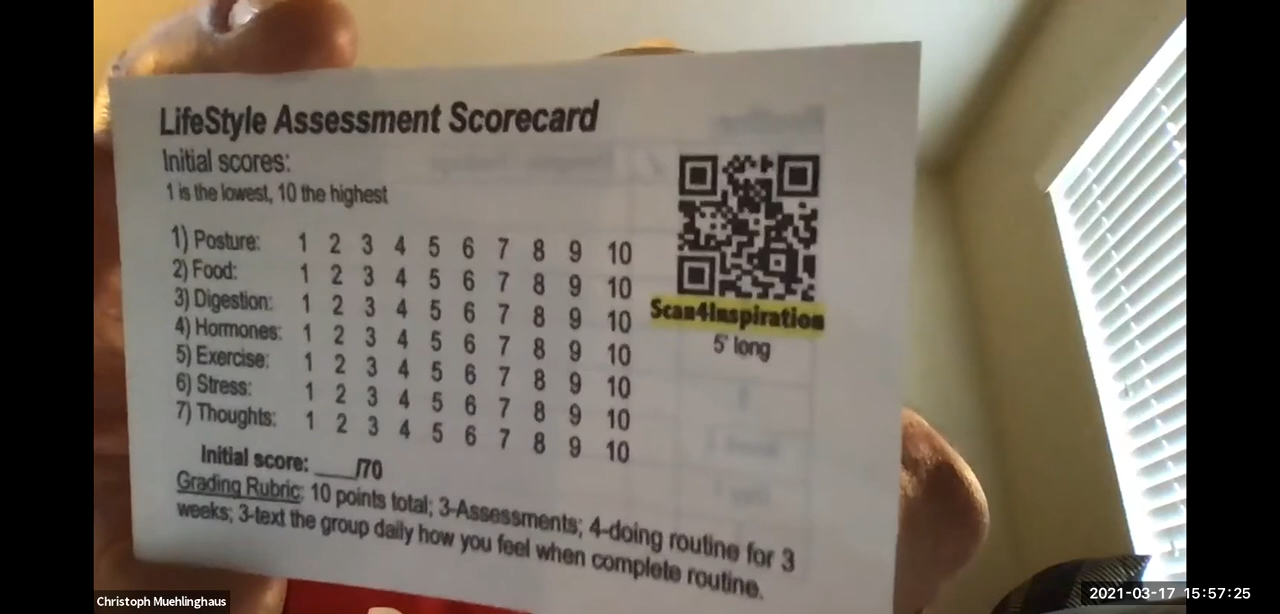 LifeStyle Assessment Scorecard
Initial scores:
1 is the lowest, 10 the highest
1) Posture: 1 2 3 4 5 6 7 8 9 10
2) Food: 1 2 3 4 5 6 7 8 9 10
3) Digestion: 1 2 3 4 5 6 7 8 9 10
4) Hormones: 1 2 3 4 5 6 7 8 9 10
5) Exercise: 1 2 3 4 5 6 7 8 9 10
6) Stress: 1 2 3 4 5 6 7 8 9 10
7) Thoughts: 1 2 3 4 5 6 7 8 9 10
Scan4Inspiration
5' long
Initial score: ____/70
Grading Rubric: 10 points total; 3-Assessments; 4-doing routine for 3
weeks; 3-text the group daily how you feel when complete routine.
Christoph Muehlinghaus
2021-03-17 15:57:25